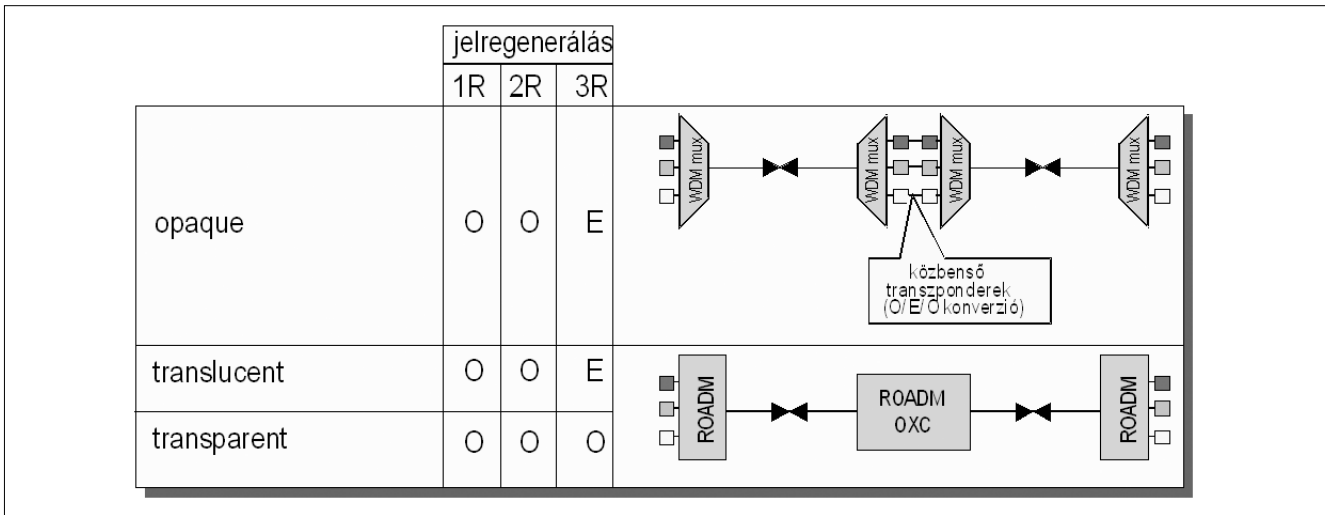 jelregenerálás
1R 2R 3R
opaque O O E
WDM mux WDM mux WDM mux WDM mux
közbenső
transzponderek
(O/E/O konverzió)
translucent O O E
transparent O O O
ROADM ROADM ROADM
OXC